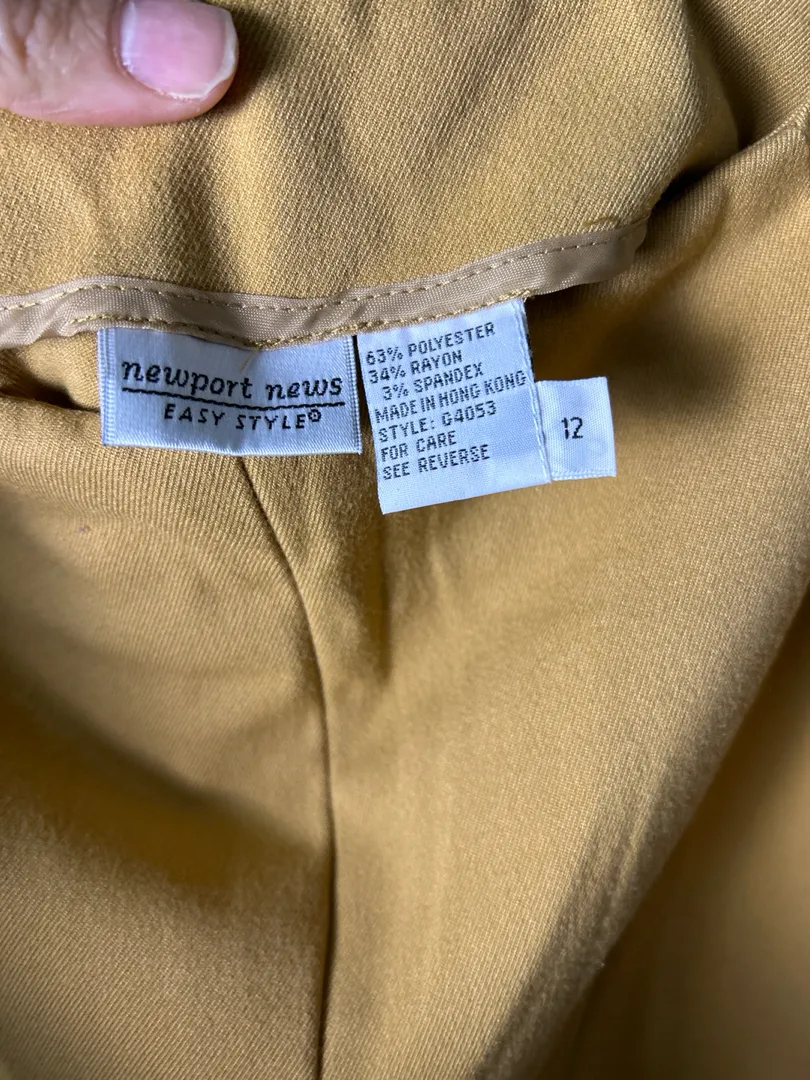 newport news
EASY STYLE®
63% POLYESTER
34% RAYON
3% SPANDEX
MADE IN HONG KONG
STYLE: G4053
FOR CARE
SEE REVERSE
12